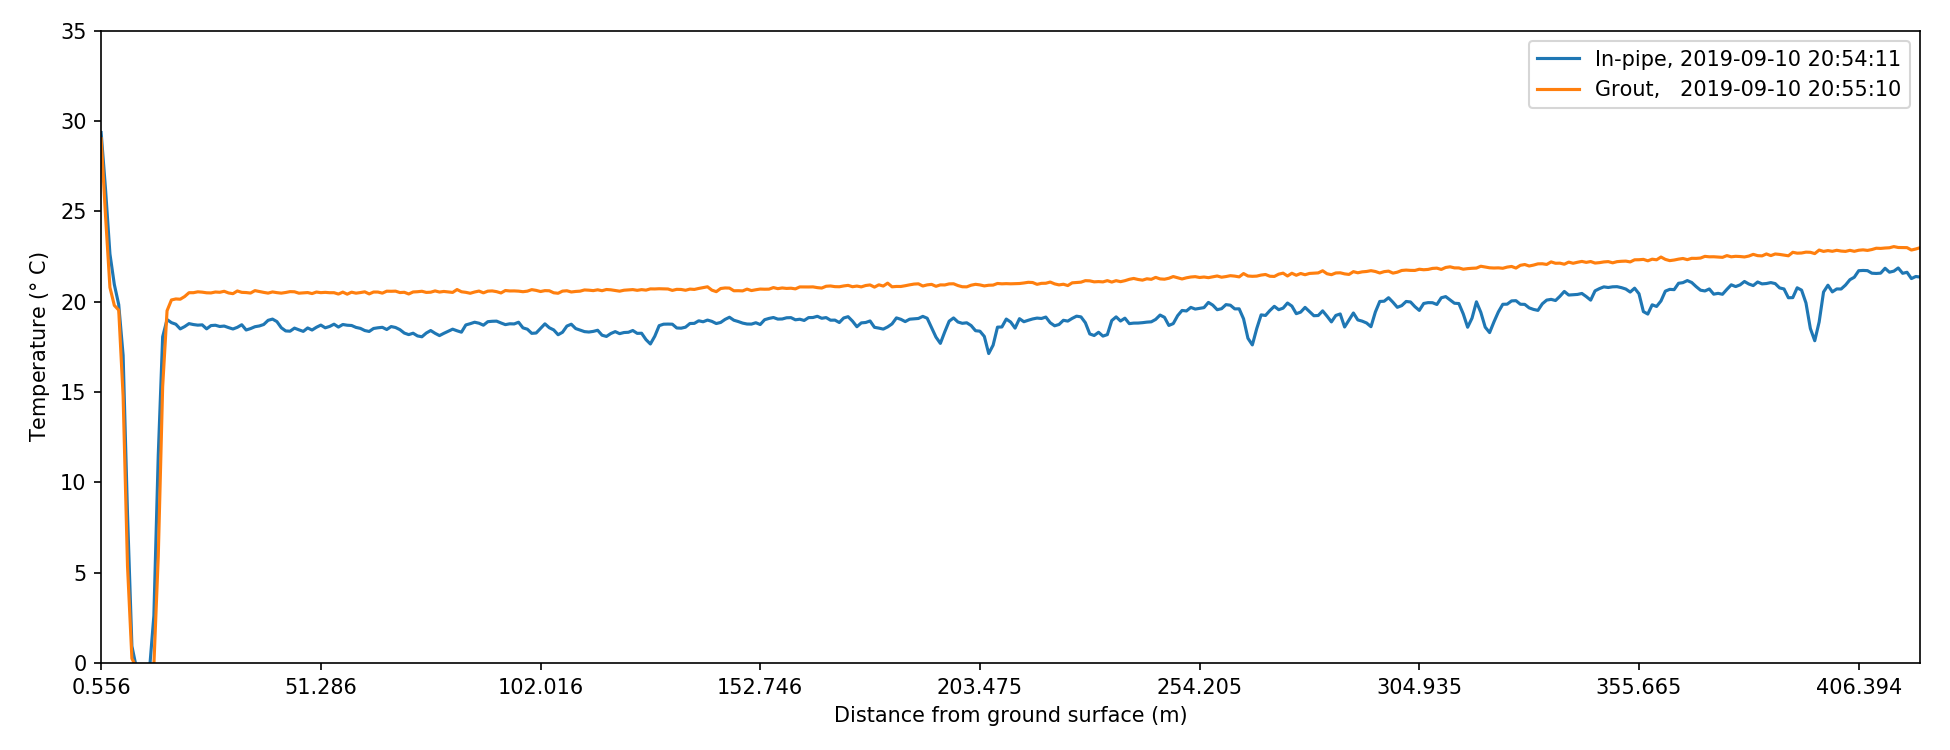 In-pipe, 2019-09-10 20:54:11
Grout, 2019-09-10 20:55:10
Temperature (° C)
35
30
25
20
15
10
5
0
0.556 51.286 102.016 152.746 203.475 254.205 304.935 355.665 406.394
Distance from ground surface (m)